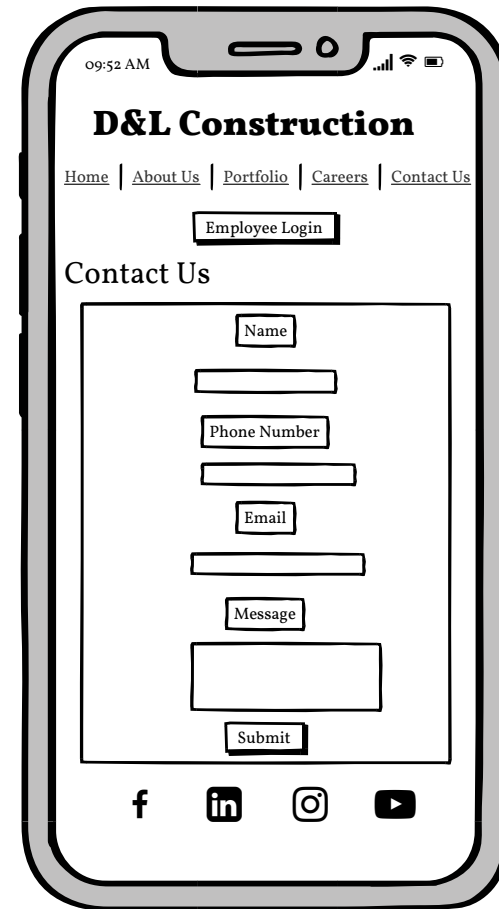 09:52 AM
D&L Construction
Home | About Us | Portfolio | Careers | Contact Us
Employee Login
Contact Us
Name
Phone Number
Email
Message
Submit
f in